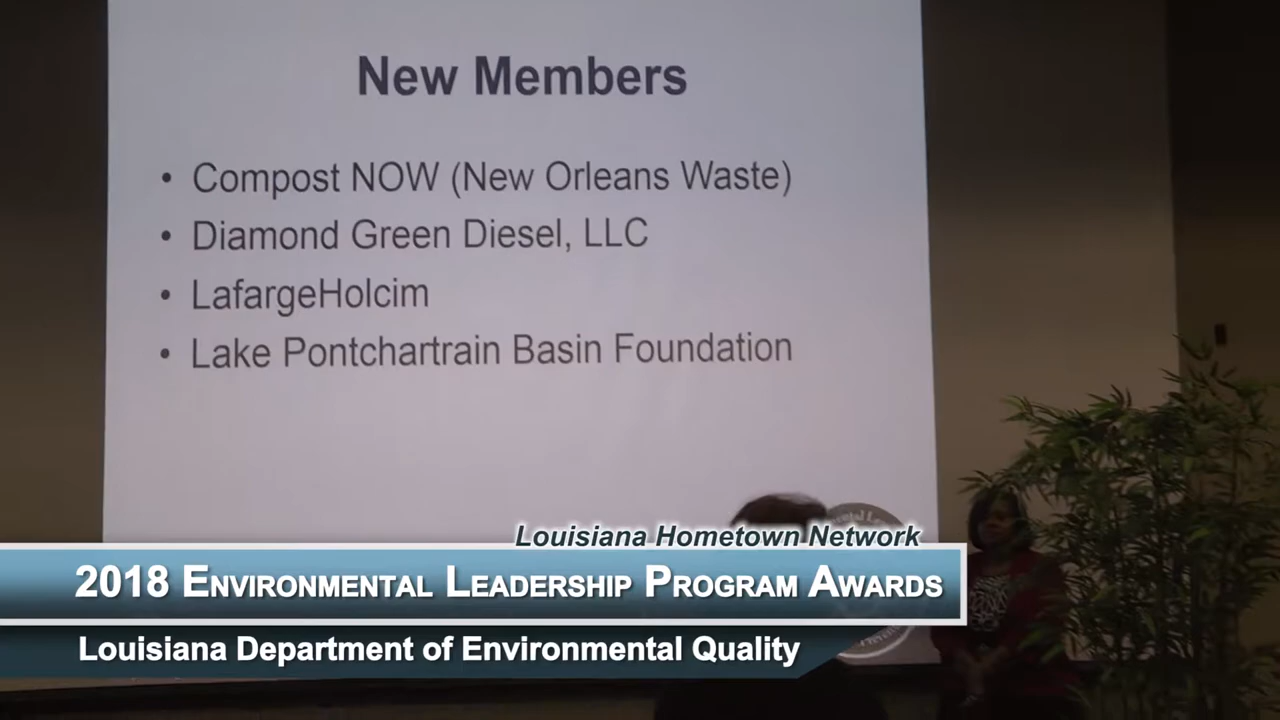 New Members
• Compost NOW (New Orleans Waste)
• Diamond Green Diesel, LLC
• LafargeHolcim
• Lake Pontchartrain Basin Foundation
Louisiana Hometown Network
2018 Environmental Leadership Program Awards
Louisiana Department of Environmental Quality